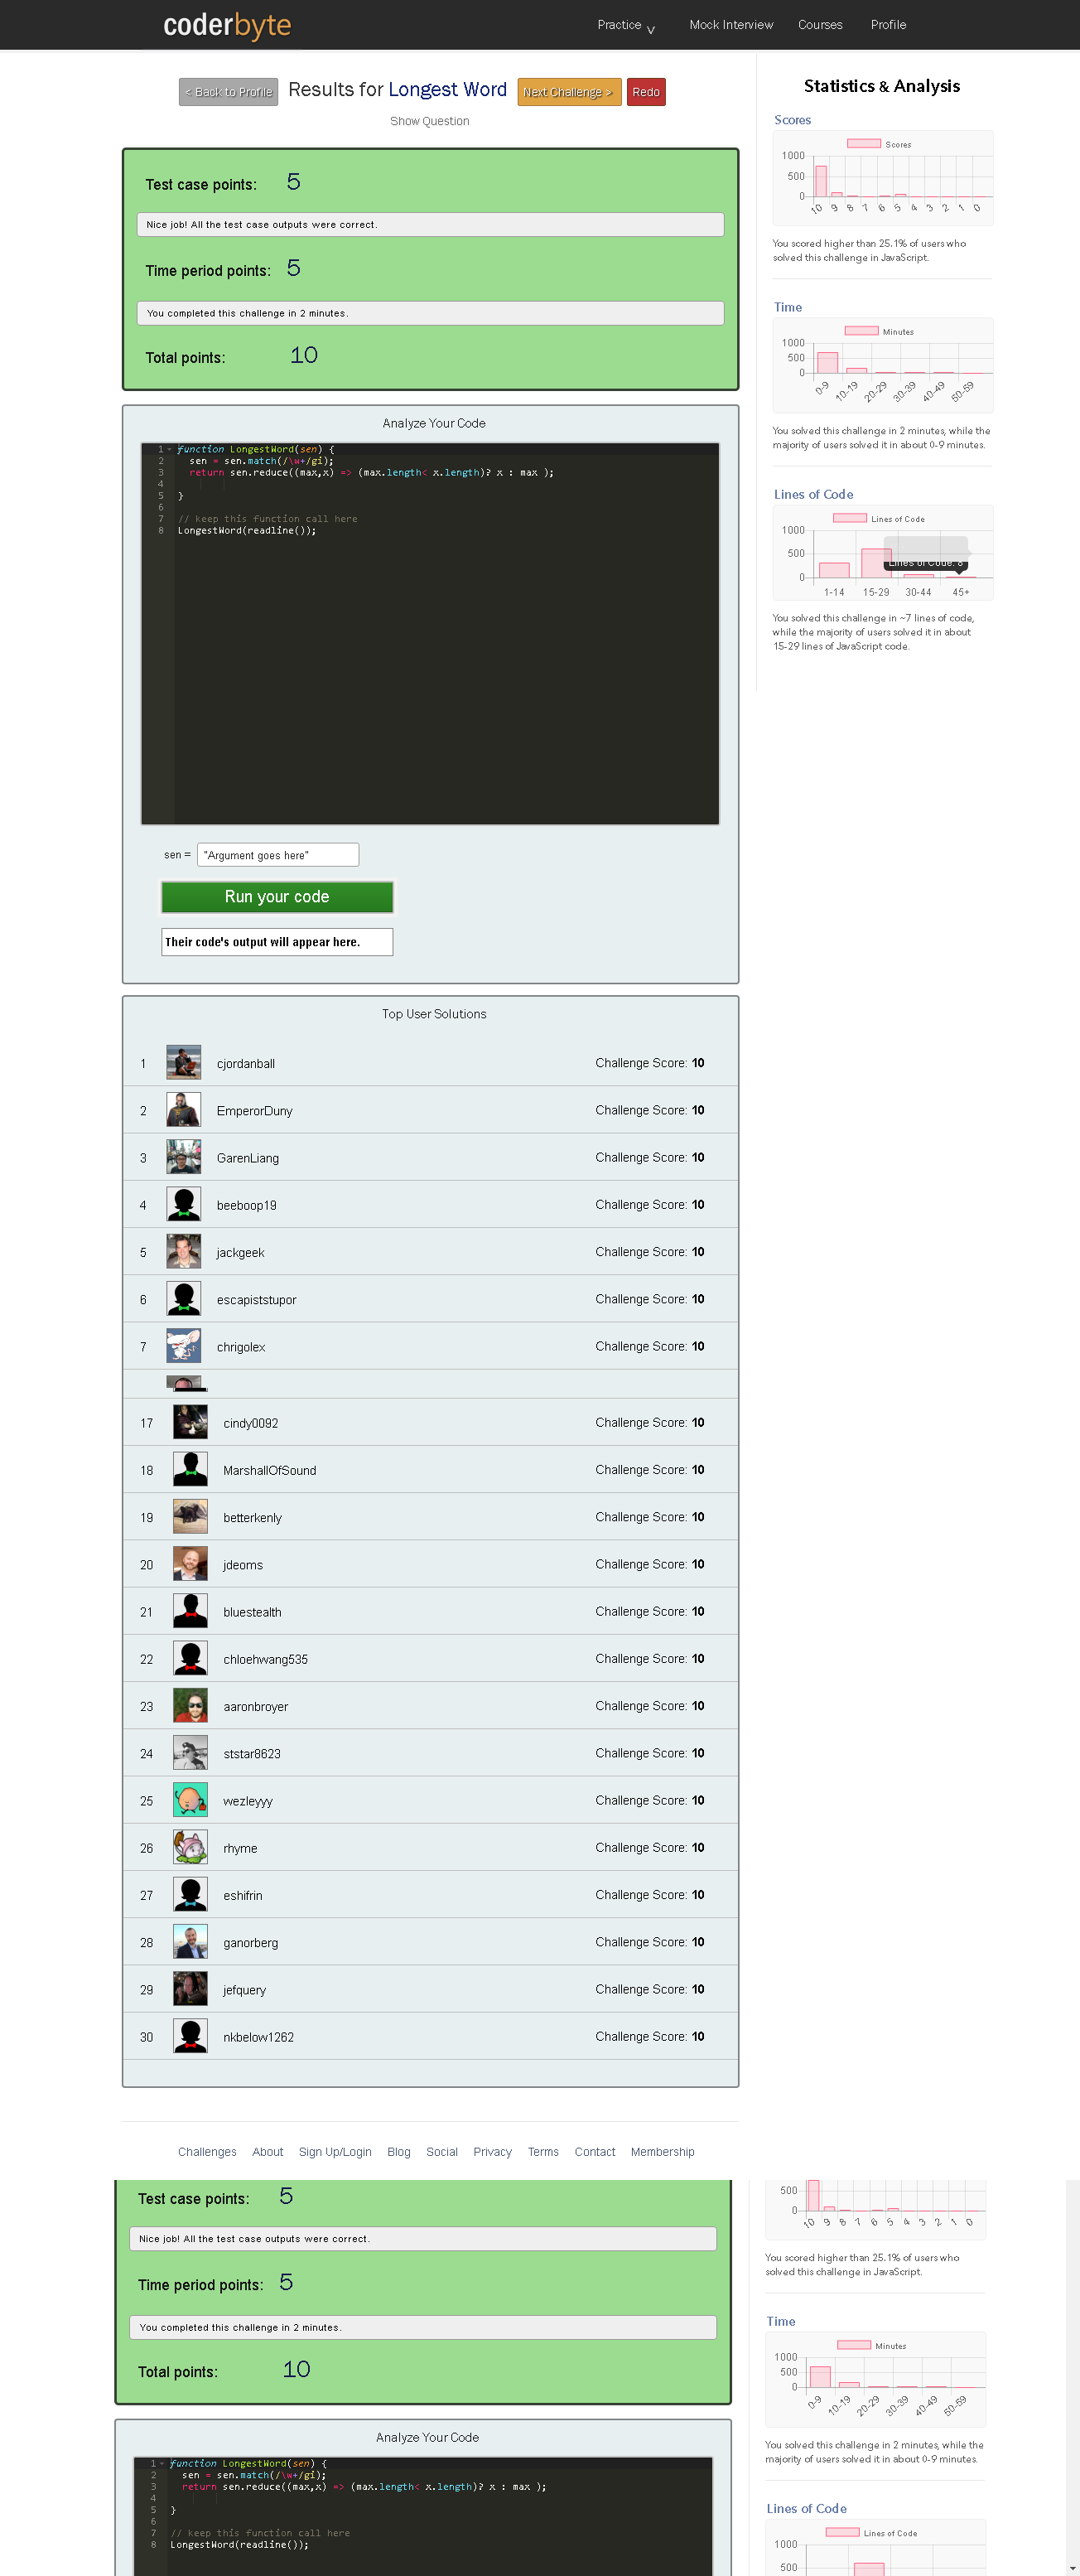 coderbyte
Practice v Mock Interview Courses Profile
< Back to Profile Results for Longest Word Next Challenge > Redo
Show Question
Test case points: 5
Nice job! All the test case outputs were correct.
Time period points: 5
You completed this challenge in 2 minutes.
Total points: 10
Analyze Your Code
1 function LongestWord(sen) {
2 sen = sen.match(/\w+/gi);
3 return sen.reduce((max,x) => (max.length< x.length)? x : max );
4
5 }
6
7 // keep this function call here
8 LongestWord(readline());
sen = "Argument goes here"
Run your code
Their code's output will appear here.
Top User Solutions
1 cjordanball Challenge Score: 10
2 EmperorDuny Challenge Score: 10
3 GarenLiang Challenge Score: 10
4 beeboop19 Challenge Score: 10
5 jackgeek Challenge Score: 10
6 escapiststupor Challenge Score: 10
7 chrigolex Challenge Score: 10
17 cindy0092 Challenge Score: 10
18 MarshallOfSound Challenge Score: 10
19 betterkenly Challenge Score: 10
20 jdeoms Challenge Score: 10
21 bluestealth Challenge Score: 10
22 chloehwang535 Challenge Score: 10
23 aaronbroyer Challenge Score: 10
24 ststar8623 Challenge Score: 10
25 wezleyyy Challenge Score: 10
26 rhyme Challenge Score: 10
27 eshifrin Challenge Score: 10
28 ganorberg Challenge Score: 10
29 jefquery Challenge Score: 10
30 nkbelow1262 Challenge Score: 10
Challenges About Sign Up/Login Blog Social Privacy Terms Contact Membership
Statistics & Analysis
Scores
Scores
1000
500
0
10 9 8 7 6 5 4 3 2 1 0
You scored higher than 25.1% of users who
solved this challenge in JavaScript.
Time
Minutes
1000
500
0
0-9 10-19 20-29 30-39 40-49 50-59
You solved this challenge in 2 minutes, while the
majority of users solved it in about 0-9 minutes.
Lines of Code
Lines of Code
1000
500
0
Lines of Code: 8
1-14 15-29 30-44 45+
You solved this challenge in ~7 lines of code,
while the majority of users solved it in about
15-29 lines of JavaScript code.
Test case points: 5
Nice job! All the test case outputs were correct.
Time period points: 5
You completed this challenge in 2 minutes.
Total points: 10
Analyze Your Code
1 function LongestWord(sen) {
2 sen = sen.match(/\w+/gi);
3 return sen.reduce((max,x) => (max.length< x.length)? x : max );
4
5 }
6
7 // keep this function call here
8 LongestWord(readline());
500
0
10 9 8 7 6 5 4 3 2 1 0
You scored higher than 25.1% of users who
solved this challenge in JavaScript.
Time
Minutes
1000
500
0
0-9 10-19 20-29 30-39 40-49 50-59
You solved this challenge in 2 minutes, while the
majority of users solved it in about 0-9 minutes.
Lines of Code
Lines of Code
1000
500